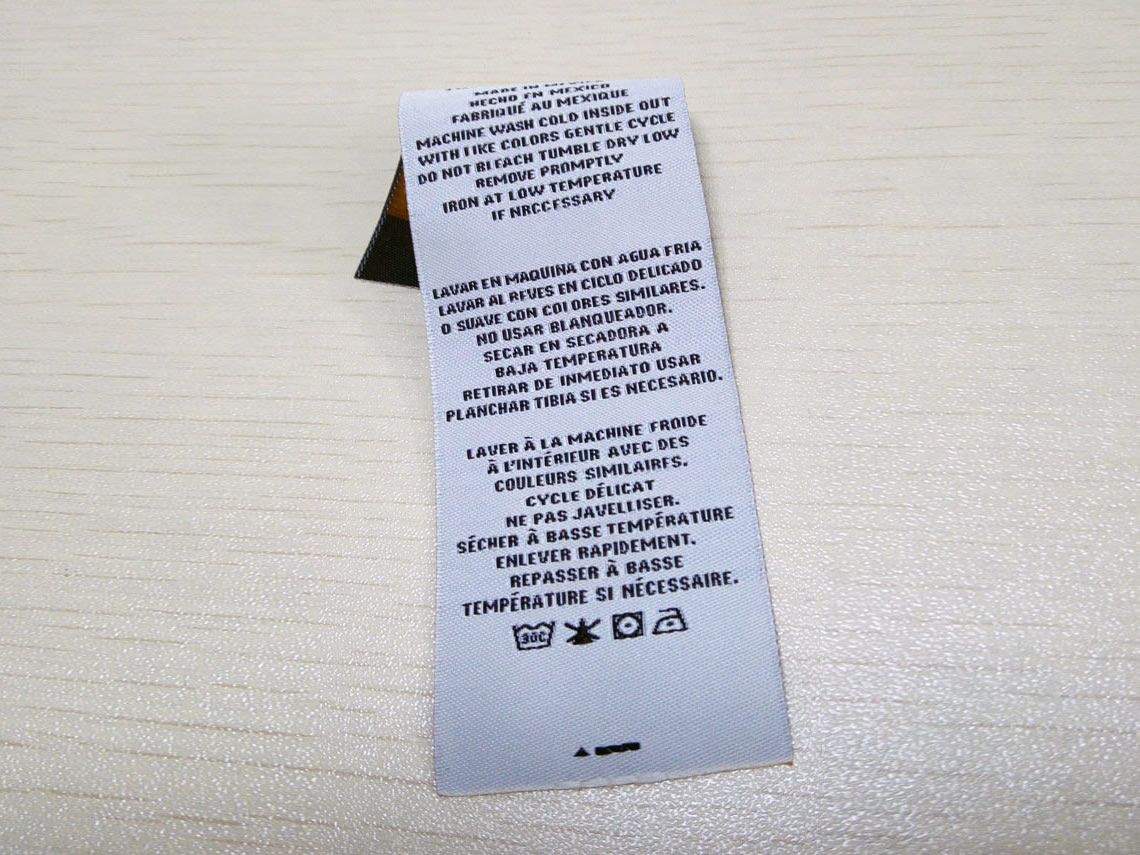 MADE IN MEXICO
HECHO EN MEXICO
FABRIQUÉ AU MEXIQUE
MACHINE WASH COLD INSIDE OUT
WITH LIKE COLORS GENTLE CYCLE
DO NOT BLEACH TUMBLE DRY LOW
REMOVE PROMPTLY
IRON AT LOW TEMPERATURE
IF NRCCESSARY
LAVAR EN MAQUINA CON AGUA FRIA
LAVAR AL REVES EN CICLO DELICADO
O SUAVE CON COLORES SIMILARES.
NO USAR BLANQUEADOR.
SECAR EN SECADORA A
BAJA TEMPERATURA
RETIRAR DE INMEDIATO USAR
PLANCHAR TIBIA SI ES NECESARIO.
LAVER À LA MACHINE FROIDE
À L'INTÉRIEUR AVEC DES
COULEURS SIMILAIRES.
CYCLE DÉLICAT
NE PAS JAVELLISER.
SÉCHER À BASSE TEMPÉRATURE
ENLEVER RAPIDEMENT.
REPASSER À BASSE
TEMPÉRATURE SI NÉCESSAIRE.
30C